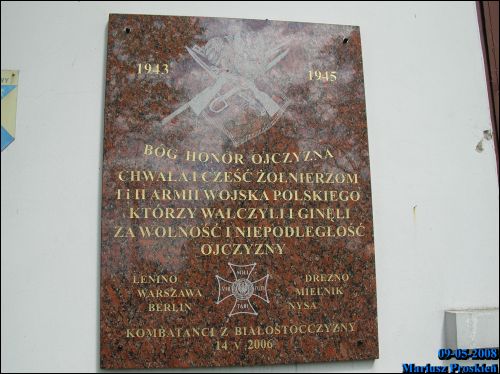 1943
1945
BÓG HONOR OJCZYZNA
CHWAŁA I CZEŚĆ ŻOŁNIERZOM
I i II ARMII WOJSKA POLSKIEGO
KTÓRZY WALCZYLI I GINĘLI
ZA WOLNOŚĆ I NIEPODLEGŁOŚĆ
OJCZYZNY
LENINO
DREZNO
WARSZAWA
MIELNIK
BERLIN
NYSA
KOMBATANCI Z BIAŁOSTOCCZYZNY
14 V 2006
09-05-2008
Mariusz Proskień